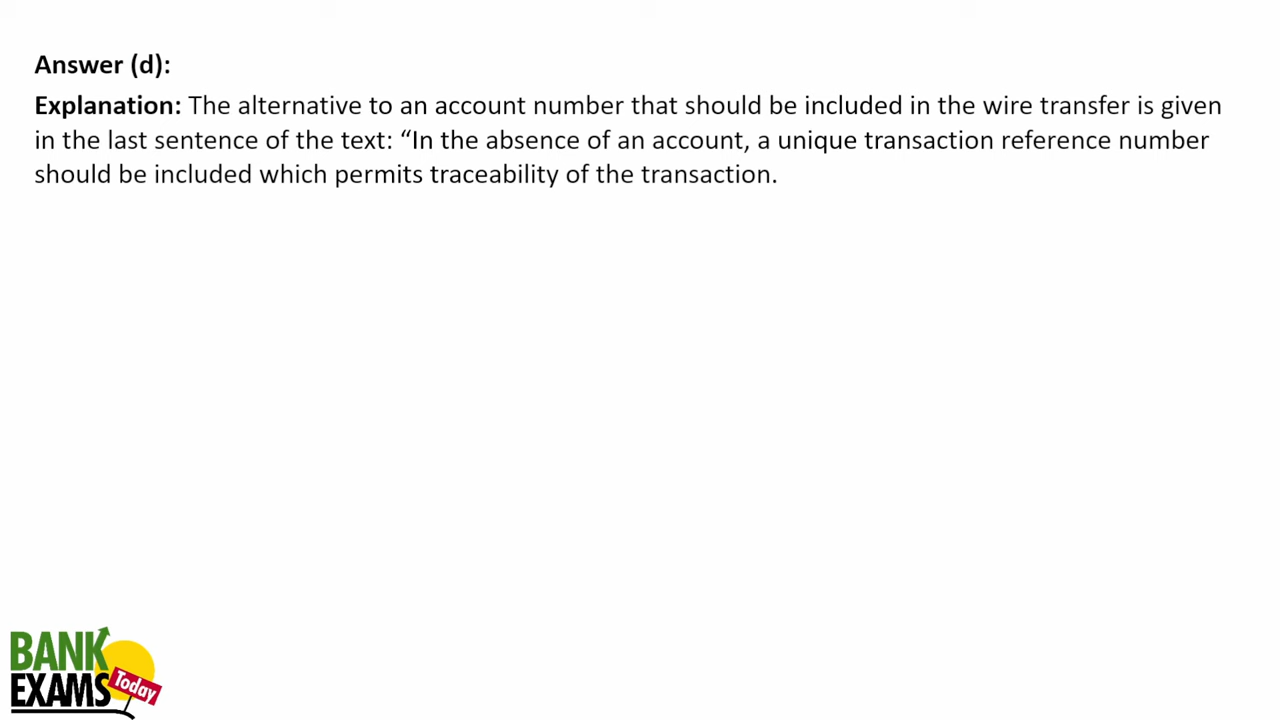 Answer (d):
Explanation: The alternative to an account number that should be included in the wire transfer is given
in the last sentence of the text: “In the absence of an account, a unique transaction reference number
should be included which permits traceability of the transaction.
BANK
EXAMS
Today